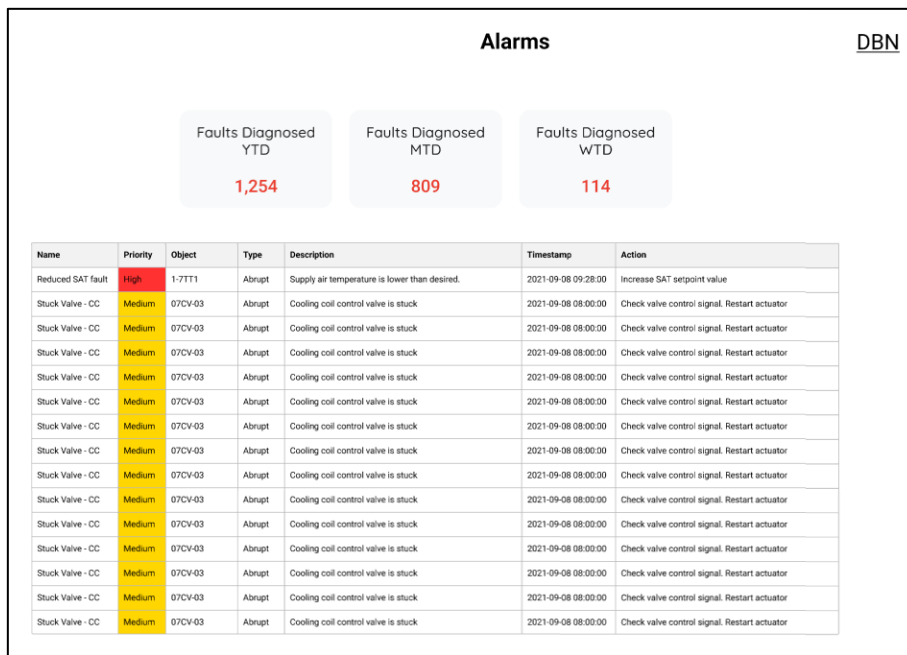 Alarms
DBN
Faults Diagnosed YTD
1,254
Faults Diagnosed MTD
809
Faults Diagnosed WTD
114
Name Priority Object Type Description Timestamp Action
Reduced SAT fault High 1-7TT1 Abrupt Supply air temperature is lower than desired. 2021-09-08 09:28:00 Increase SAT setpoint value
Stuck Valve - CC Medium 07CV-03 Abrupt Cooling coil control valve is stuck 2021-09-08 08:00:00 Check valve control signal. Restart actuator
Stuck Valve - CC Medium 07CV-03 Abrupt Cooling coil control valve is stuck 2021-09-08 08:00:00 Check valve control signal. Restart actuator
Stuck Valve - CC Medium 07CV-03 Abrupt Cooling coil control valve is stuck 2021-09-08 08:00:00 Check valve control signal. Restart actuator
Stuck Valve - CC Medium 07CV-03 Abrupt Cooling coil control valve is stuck 2021-09-08 08:00:00 Check valve control signal. Restart actuator
Stuck Valve - CC Medium 07CV-03 Abrupt Cooling coil control valve is stuck 2021-09-08 08:00:00 Check valve control signal. Restart actuator
Stuck Valve - CC Medium 07CV-03 Abrupt Cooling coil control valve is stuck 2021-09-08 08:00:00 Check valve control signal. Restart actuator
Stuck Valve - CC Medium 07CV-03 Abrupt Cooling coil control valve is stuck 2021-09-08 08:00:00 Check valve control signal. Restart actuator
Stuck Valve - CC Medium 07CV-03 Abrupt Cooling coil control valve is stuck 2021-09-08 08:00:00 Check valve control signal. Restart actuator
Stuck Valve - CC Medium 07CV-03 Abrupt Cooling coil control valve is stuck 2021-09-08 08:00:00 Check valve control signal. Restart actuator
Stuck Valve - CC Medium 07CV-03 Abrupt Cooling coil control valve is stuck 2021-09-08 08:00:00 Check valve control signal. Restart actuator
Stuck Valve - CC Medium 07CV-03 Abrupt Cooling coil control valve is stuck 2021-09-08 08:00:00 Check valve control signal. Restart actuator
Stuck Valve - CC Medium 07CV-03 Abrupt Cooling coil control valve is stuck 2021-09-08 08:00:00 Check valve control signal. Restart actuator
Stuck Valve - CC Medium 07CV-03 Abrupt Cooling coil control valve is stuck 2021-09-08 08:00:00 Check valve control signal. Restart actuator
Stuck Valve - CC Medium 07CV-03 Abrupt Cooling coil control valve is stuck 2021-09-08 08:00:00 Check valve control signal. Restart actuator